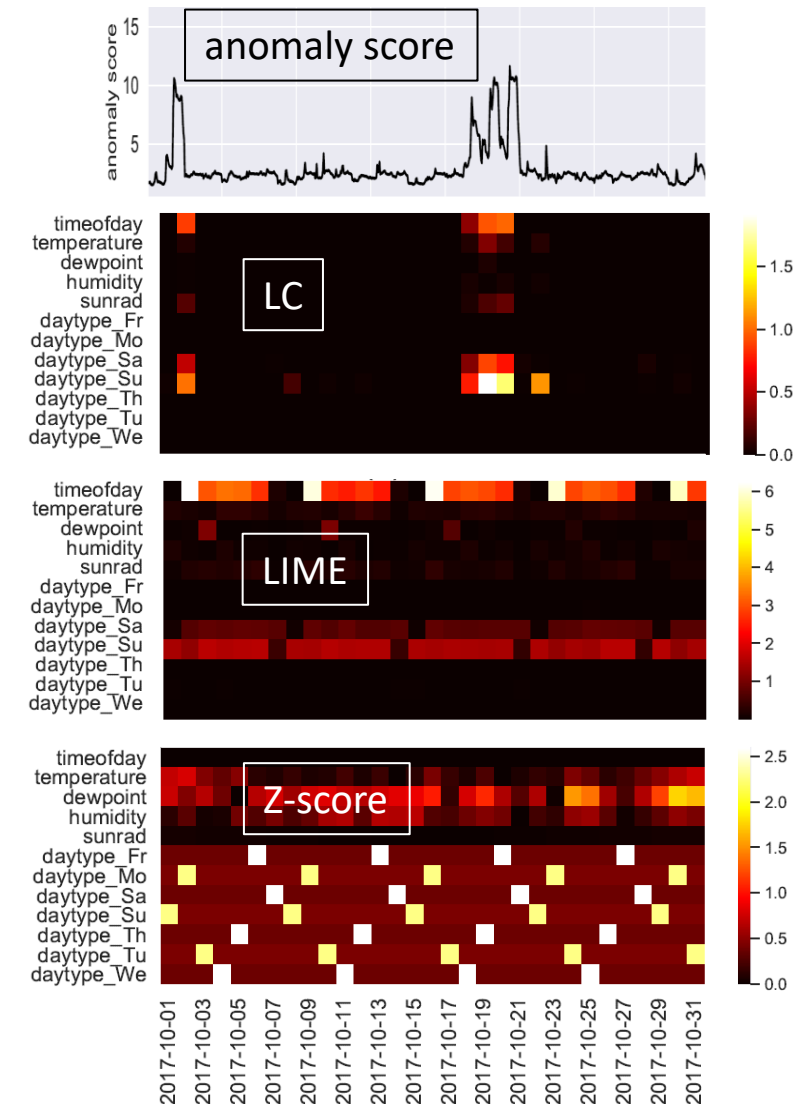 15
10
5
anomaly score
anomaly score
timeofday
temperature
dewpoint
humidity
sunrad
daytype_Fr
daytype_Mo
daytype_Sa
daytype_Su
daytype_Th
daytype_Tu
daytype_We
LC
1.5
1.0
0.5
0.0
timeofday
temperature
dewpoint
humidity
sunrad
daytype_Fr
daytype_Mo
daytype_Sa
daytype_Su
daytype_Th
daytype_Tu
daytype_We
LIME
6
5
4
3
2
1
timeofday
temperature
dewpoint
humidity
sunrad
daytype_Fr
daytype_Mo
daytype_Sa
daytype_Su
daytype_Th
daytype_Tu
daytype_We
Z-score
2.5
2.0
1.5
1.0
0.5
0.0
2017-10-01
2017-10-03
2017-10-05
2017-10-07
2017-10-09
2017-10-11
2017-10-13
2017-10-15
2017-10-17
2017-10-19
2017-10-21
2017-10-23
2017-10-25
2017-10-27
2017-10-29
2017-10-31